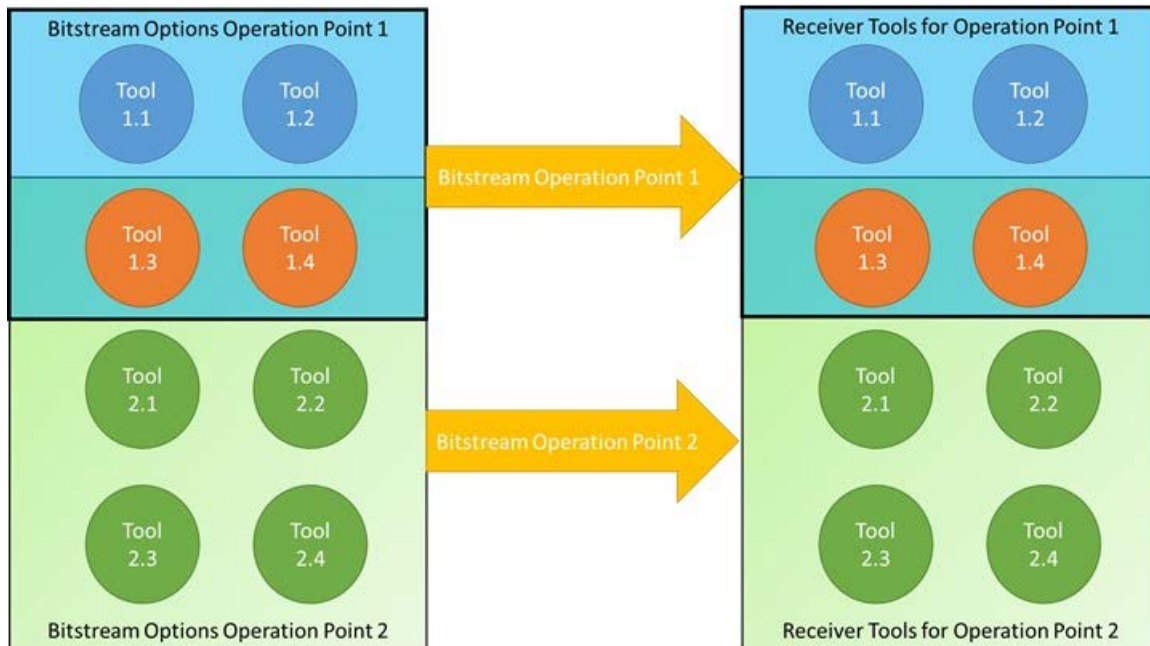 Bitstream Options Operation Point 1
Tool
1.1
Tool
1.2
Tool
1.3
Tool
1.4
Tool
2.1
Tool
2.2
Tool
2.3
Tool
2.4
Bitstream Options Operation Point 2
Bitstream Operation Point 1
Bitstream Operation Point 2
Receiver Tools for Operation Point 1
Tool
1.1
Tool
1.2
Tool
1.3
Tool
1.4
Tool
2.1
Tool
2.2
Tool
2.3
Tool
2.4
Receiver Tools for Operation Point 2